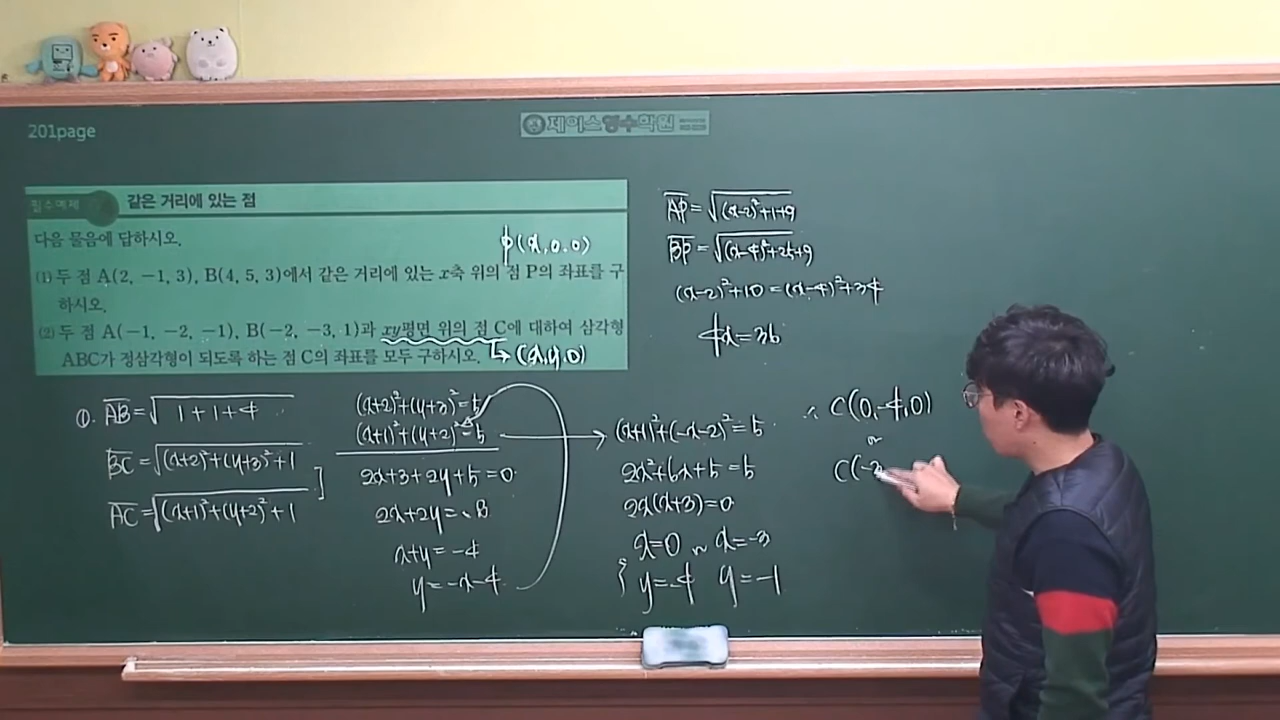 201page
제이스영수학원
필수예제 같은 거리에 있는 점
다음 물음에 답하시오.
P(x, 0, 0)
(1) 두 점 A(2, −1, 3), B(4, 5, 3)에서 같은 거리에 있는 x축 위의 점 P의 좌표를 구
하시오.
(2) 두 점 A(−1, −2, −1), B(−2, −3, 1)과 xy평면 위의 점 C에 대하여 삼각형
ABC가 정삼각형이 되도록 하는 점 C의 좌표를 모두 구하시오.
↳ (x, y, 0)
AP = √((x−2)²+1+9)
BP = √((x−4)²+25+9)
(x−2)²+10=(x−4)²+34
4x=36
①. AB = √(1+1+4)
BC = √((x+2)²+(y+3)²+1)
AC = √((x+1)²+(y+2)²+1)
(x+2)²+(y+3)²=5
(x+1)²+(y+2)²=5
2x+3+2y+5=0
2x+2y=-8
x+y=-4
y=-x-4
(x+1)²+(-x-2)²=5
2x²+6x+5=5
2x(x+3)=0
x=0 or x=-3
y=-4 y=-1
∴ C(0,-4,0)
or
C(-3